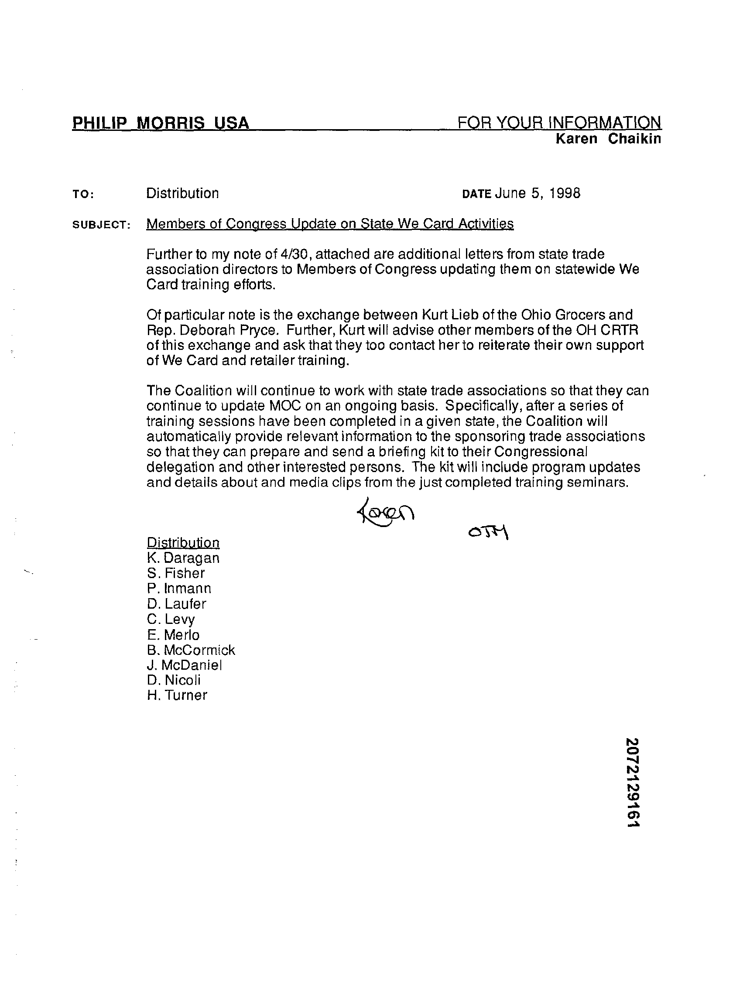 PHILIP MORRIS USA FOR YOUR INFORMATION
Karen Chaikin
TO: Distribution DATE June 5, 1998
SUBJECT: Members of Congress Update on State We Card Activities
Further to my note of 4/30, attached are additional letters from state trade
association directors to Members of Congress updating them on statewide We
Card training efforts.
Of particular note is the exchange between Kurt Lieb of the Ohio Grocers and
Rep. Deborah Pryce. Further, Kurt will advise other members of the OH CRTR
of this exchange and ask that they too contact her to reiterate their own support
of We Card and retailer training.
The Coalition will continue to work with state trade associations so that they can
continue to update MOC on an ongoing basis. Specifically, after a series of
training sessions have been completed in a given state, the Coalition will
automatically provide relevant information to the sponsoring trade associations
so that they can prepare and send a briefing kit to their Congressional
delegation and other interested persons. The kit will include program updates
and details about and media clips from the just completed training seminars.
Karen
Distribution
K. Daragan
S. Fisher
P. Inmann
D. Laufer
C. Levy
E. Merlo
B. McCormick
J. McDaniel
D. Nicoli
H. Turner
2072129161